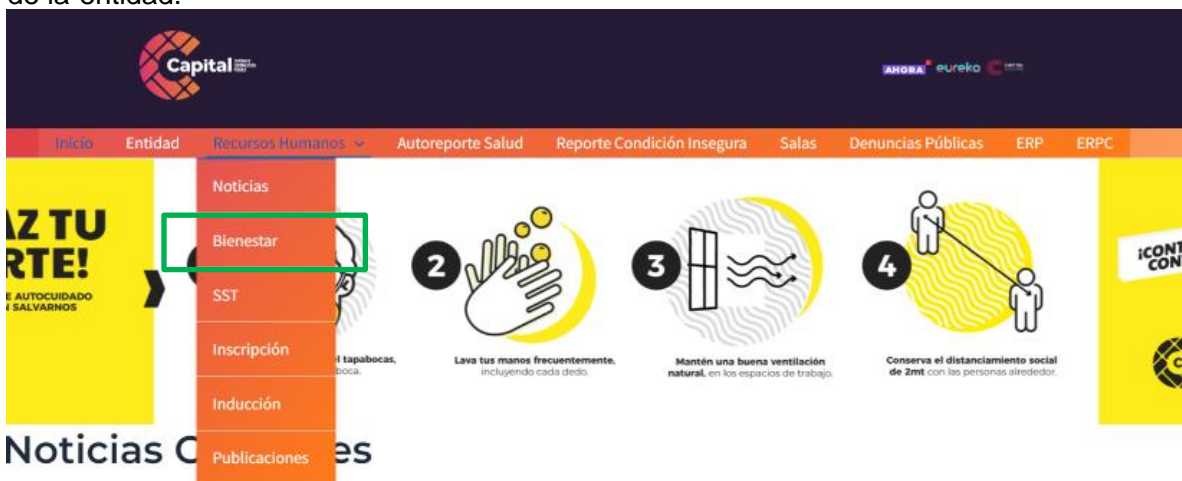 de la entidad.
Capital
AHORA eureka
Inicio Entidad Recursos Humanos Autoreporte Salud Reporte Condición Insegura Salas Denuncias Públicas ERP ERPC
Noticias
Bienestar
SST
Inscripción
Inducción
Publicaciones
AZ TU
RTE!
E AUTOCUIDADO
N SALVARNOS
el tapabocas,
boca.
2
Lava tus manos frecuentemente,
incluyendo cada dedo.
3
Mantén una buena ventilación
natural, en los espacios de trabajo.
4
Conserva el distanciamiento social
de 2mt con las personas alrededor.
¡CONT
CON
Noticias C es